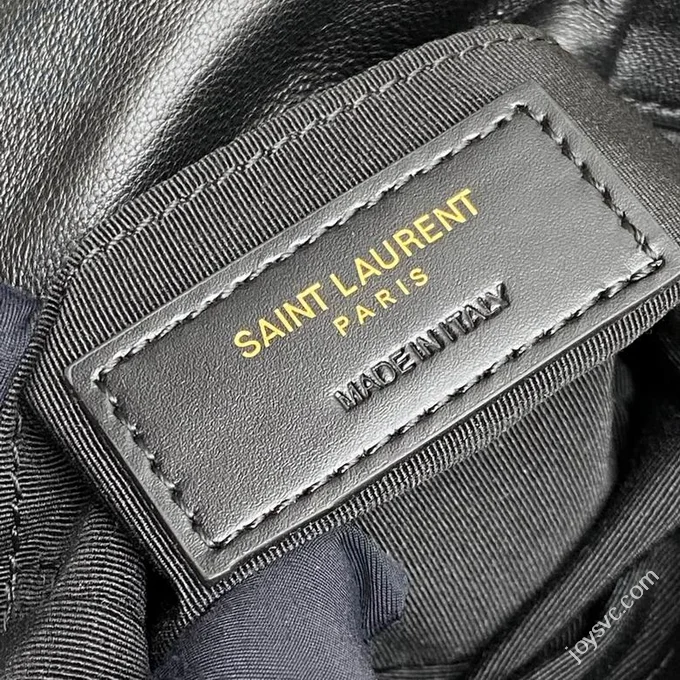 SAINT LAURENT
PARIS
MADE IN ITALY
joysvc.com